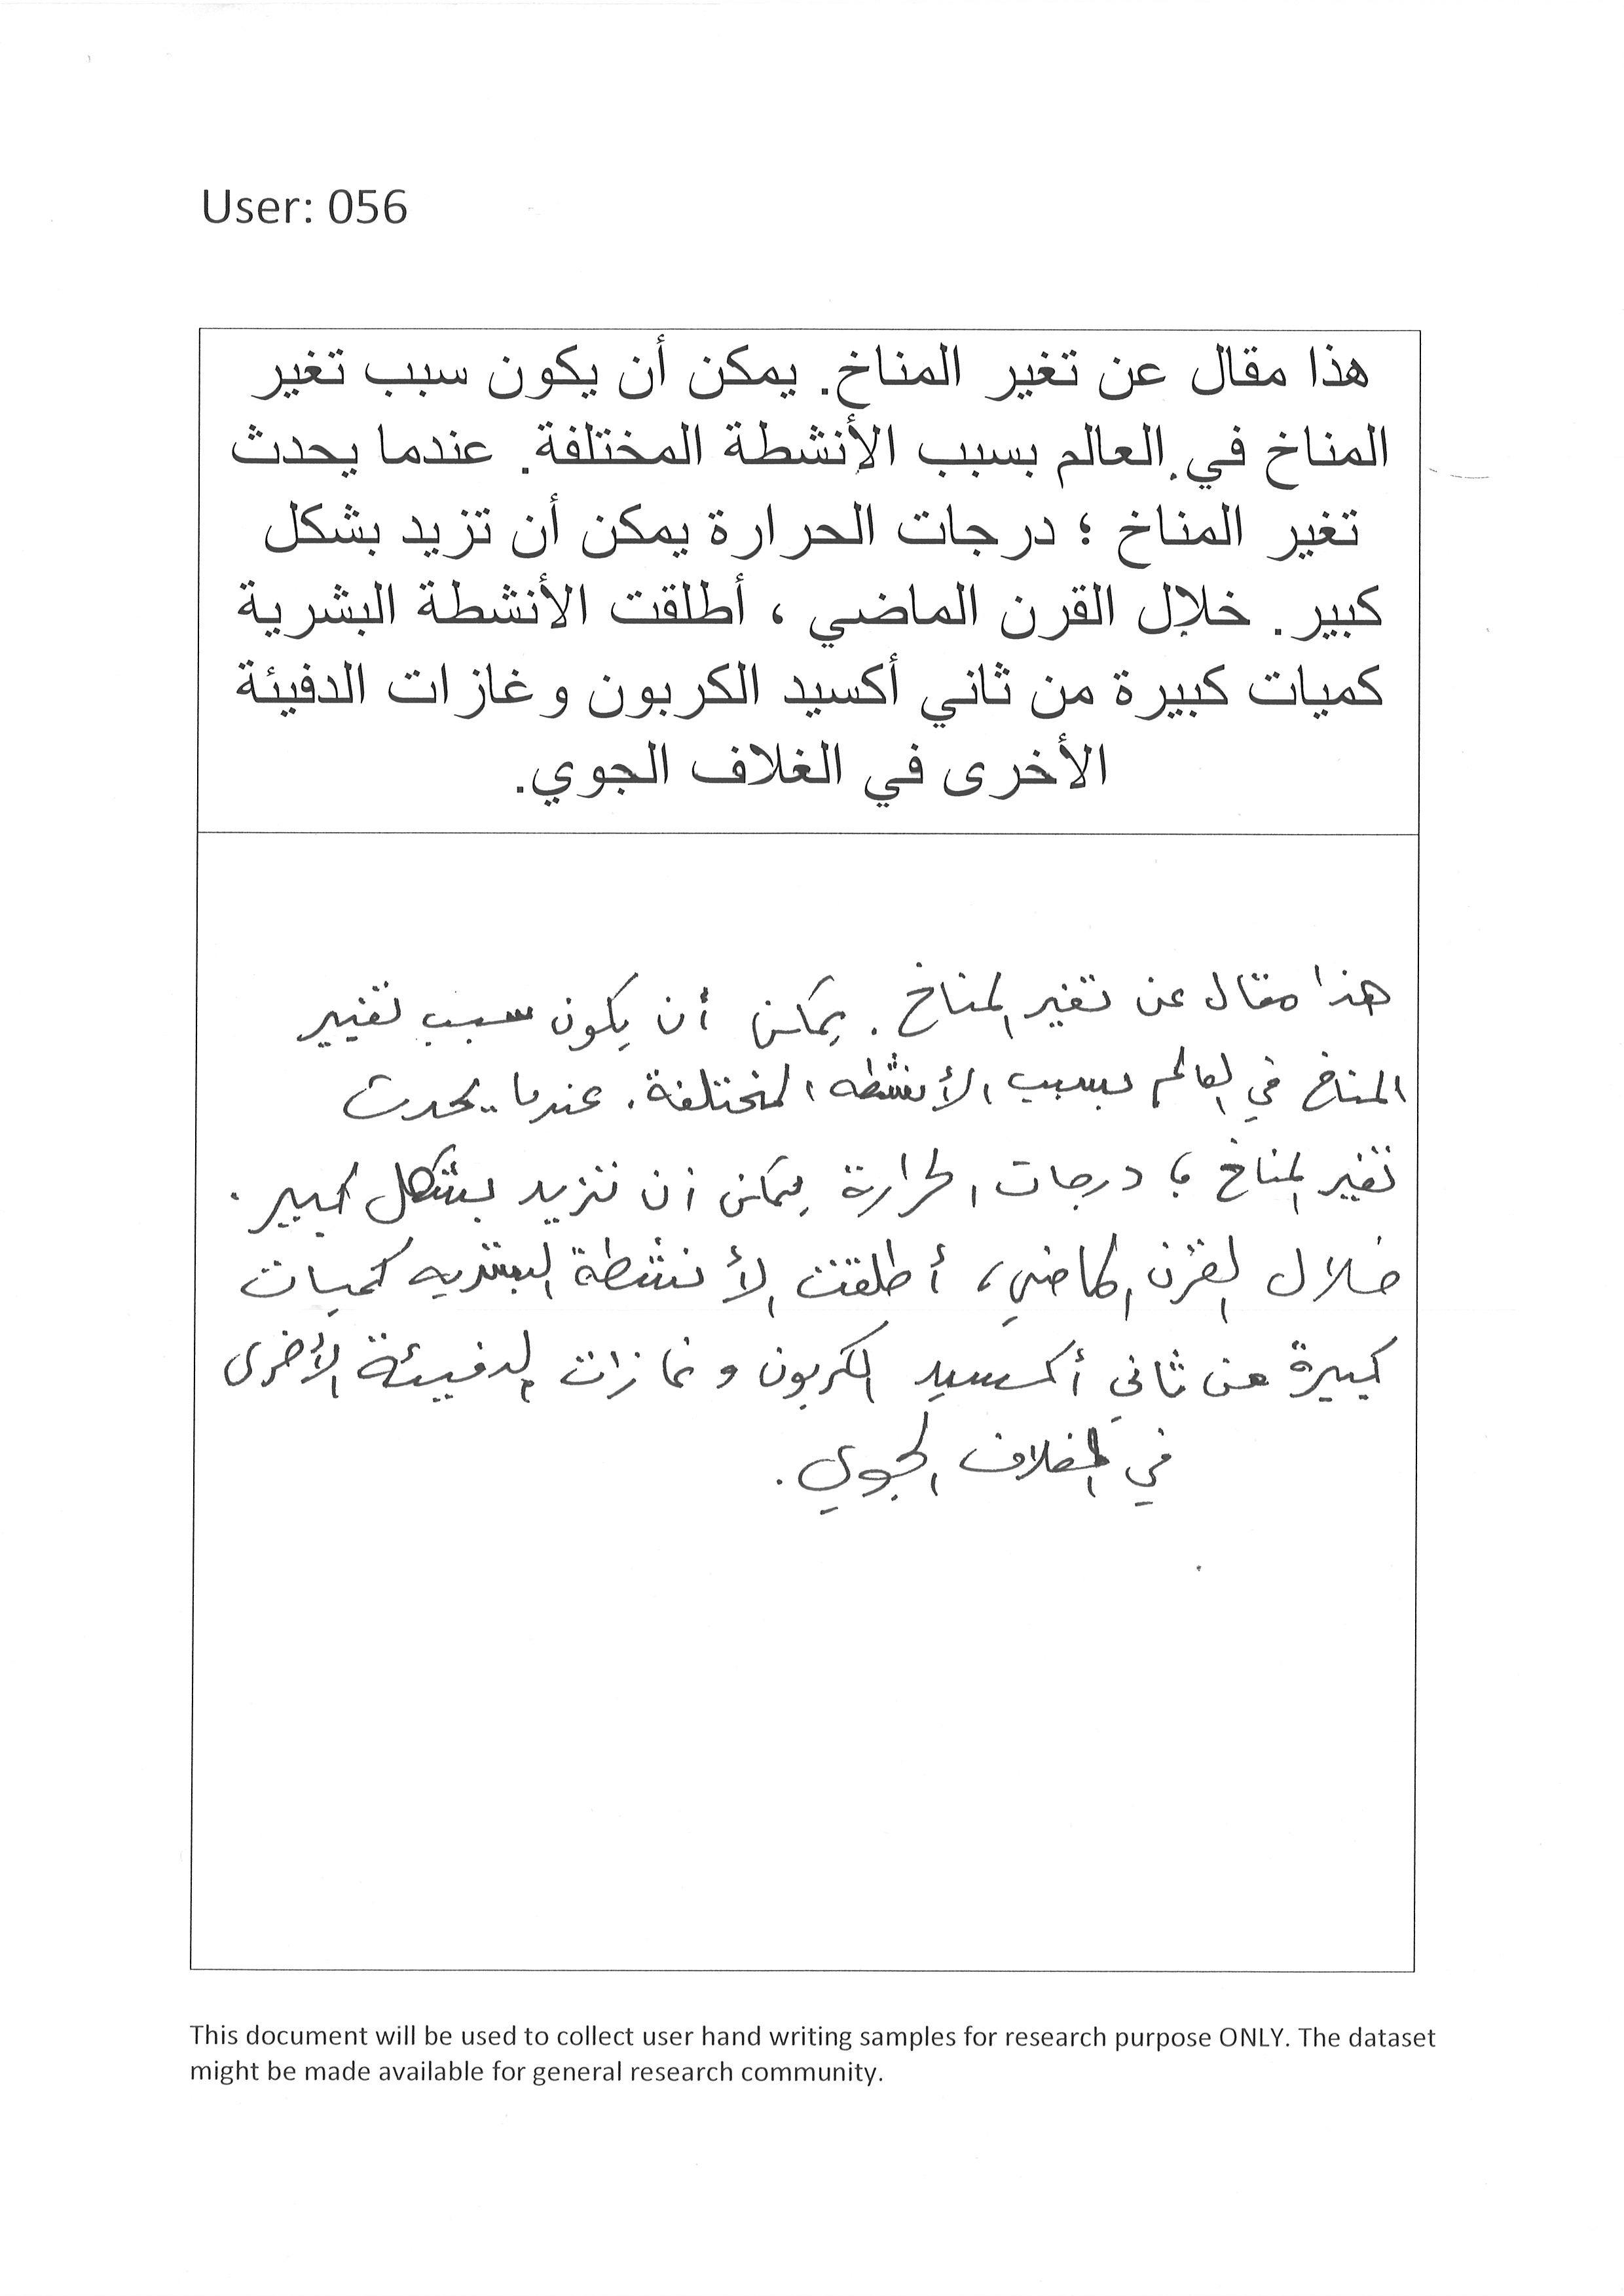 User: 056
هذا مقال عن تغير المناخ. يمكن أن يكون سبب تغير
المناخ في العالم بسبب الأنشطة المختلفة. عندما يحدث
تغير المناخ ؛ درجات الحرارة يمكن أن تزيد بشكل
كبير. خلال القرن الماضي ، أطلقت الأنشطة البشرية
كميات كبيرة من ثاني أكسيد الكربون وغازات الدفيئة
الأخرى في الغلاف الجوي.
هذا مقال عن تغير المناخ. يمكن أن يكون سبب تغيير
المناخ في العالم بسبب الأنشطه المختلفة. عندما يحدث
تغير المناخ ؛ درجات الحرارة يمكن ان تزيد بشكل كبير.
خلال القرن الماضي، أطلقت الأنشطة البشريه كميات
كبيرة من ثاني أكسيد الكربون و غازات الدفيئة الأخرى
في الغلاف الجوي.
This document will be used to collect user hand writing samples for research purpose ONLY. The dataset
might be made available for general research community.